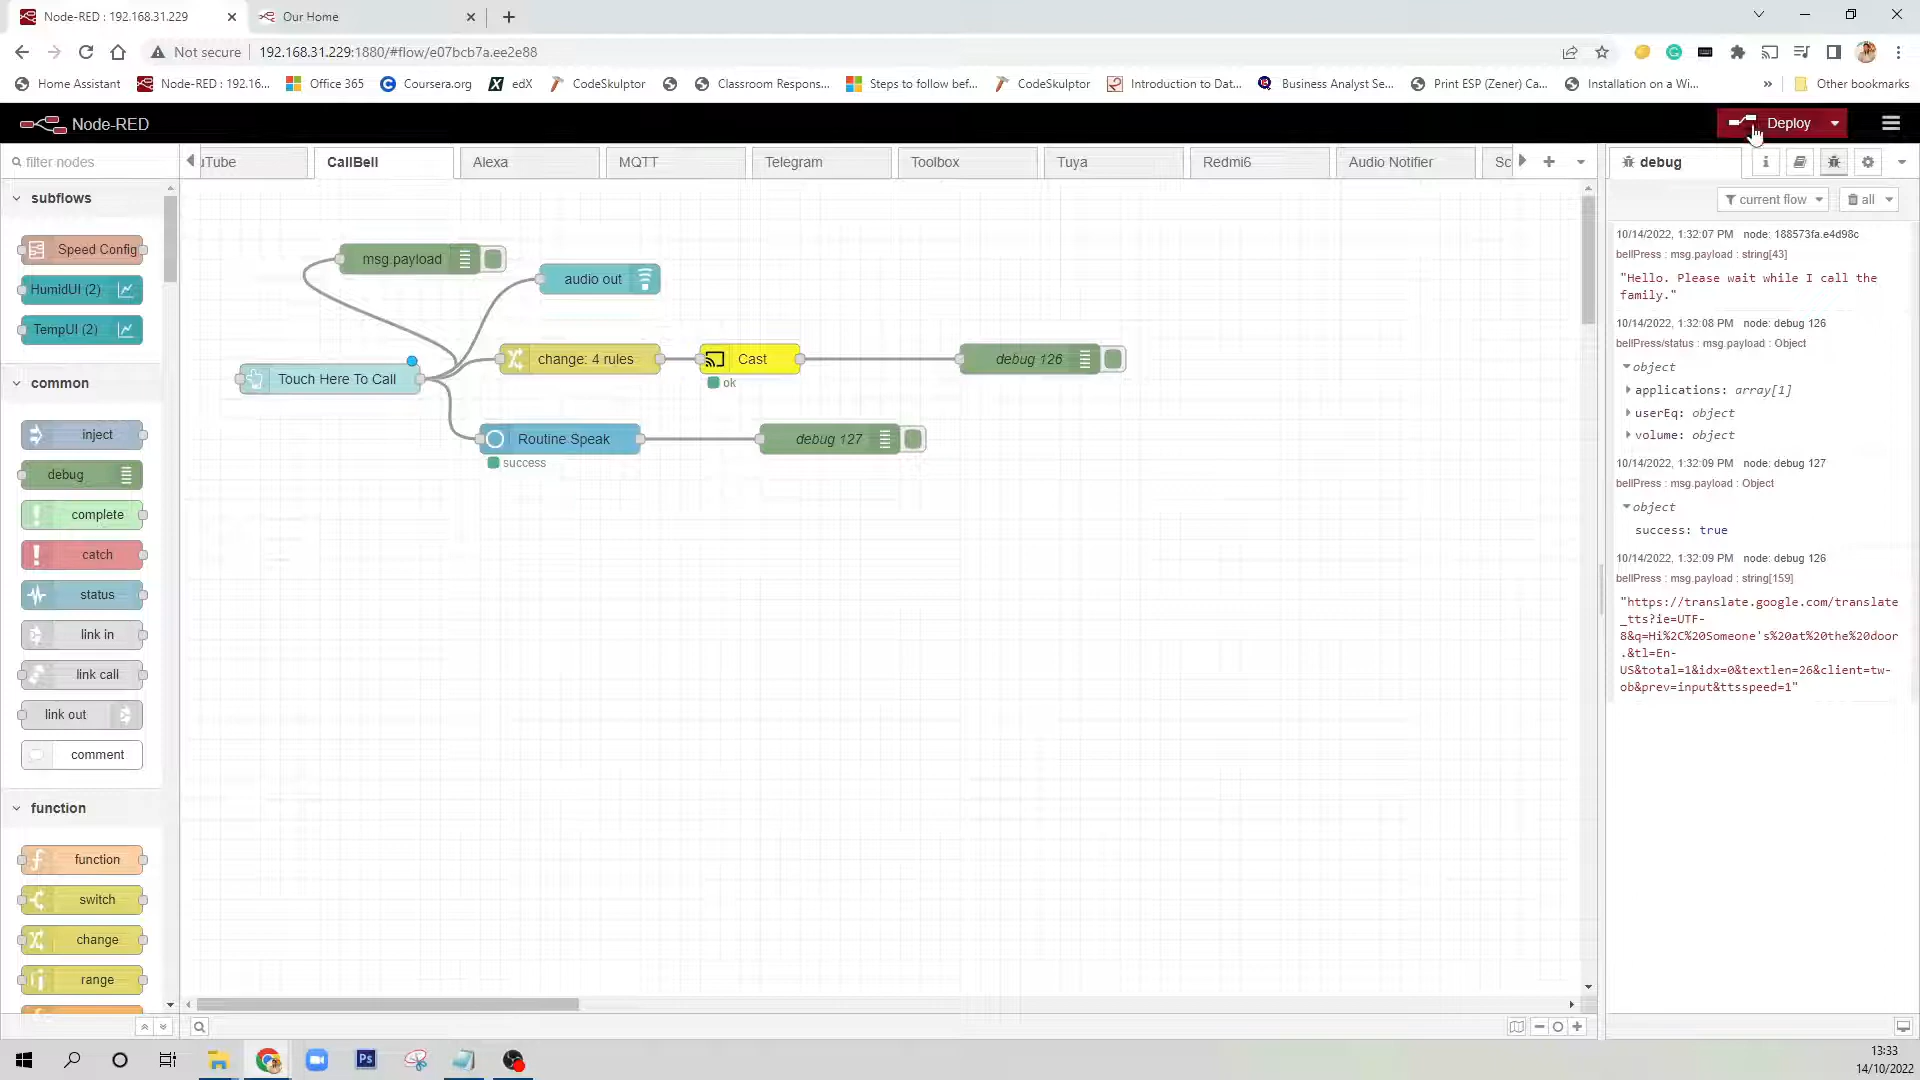 Node-RED : 192.168.31.229
Our Home
Not secure
192.168.31.229:1880/#flow/e07bcb7a.ee2e88
Home Assistant
Node-RED : 192.16...
Office 365
Coursera.org
edX
CodeSkulptor
Classroom Respons...
Steps to follow bef...
CodeSkulptor
Introduction to Dat...
Business Analyst Se...
Print ESP (Zener) Ca...
Installation on a Wi...
»
Other bookmarks
Node-RED
Deploy
filter nodes
uTube
CallBell
Alexa
MQTT
Telegram
Toolbox
Tuya
Redmi6
Audio Notifier
Sc
debug
current flow
all
subflows
Speed Config
HumidUI (2)
TempUI (2)
common
inject
debug
complete
catch
status
link in
link call
link out
comment
function
function
switch
change
range
msg.payload
audio out
Touch Here To Call
change: 4 rules
Cast
ok
debug 126
Routine Speak
success
debug 127
10/14/2022, 1:32:07 PM node: 188573fa.e4d98c
bellPress : msg.payload : string[43]
"Hello. Please wait while I call the
family."
10/14/2022, 1:32:08 PM node: debug 126
bellPress/status : msg.payload : Object
object
applications: array[1]
userEq: object
volume: object
10/14/2022, 1:32:09 PM node: debug 127
bellPress : msg.payload : Object
object
success: true
10/14/2022, 1:32:09 PM node: debug 126
bellPress : msg.payload : string[159]
"https://translate.google.com/translate
_tts?ie=UTF-
8&q=Hi%2C%20Someone's%20at%20the%20door
.&tl=En-
US&total=1&idx=0&textlen=26&client=tw-
ob&prev=input&ttsspeed=1"
Ps
13:33
14/10/2022